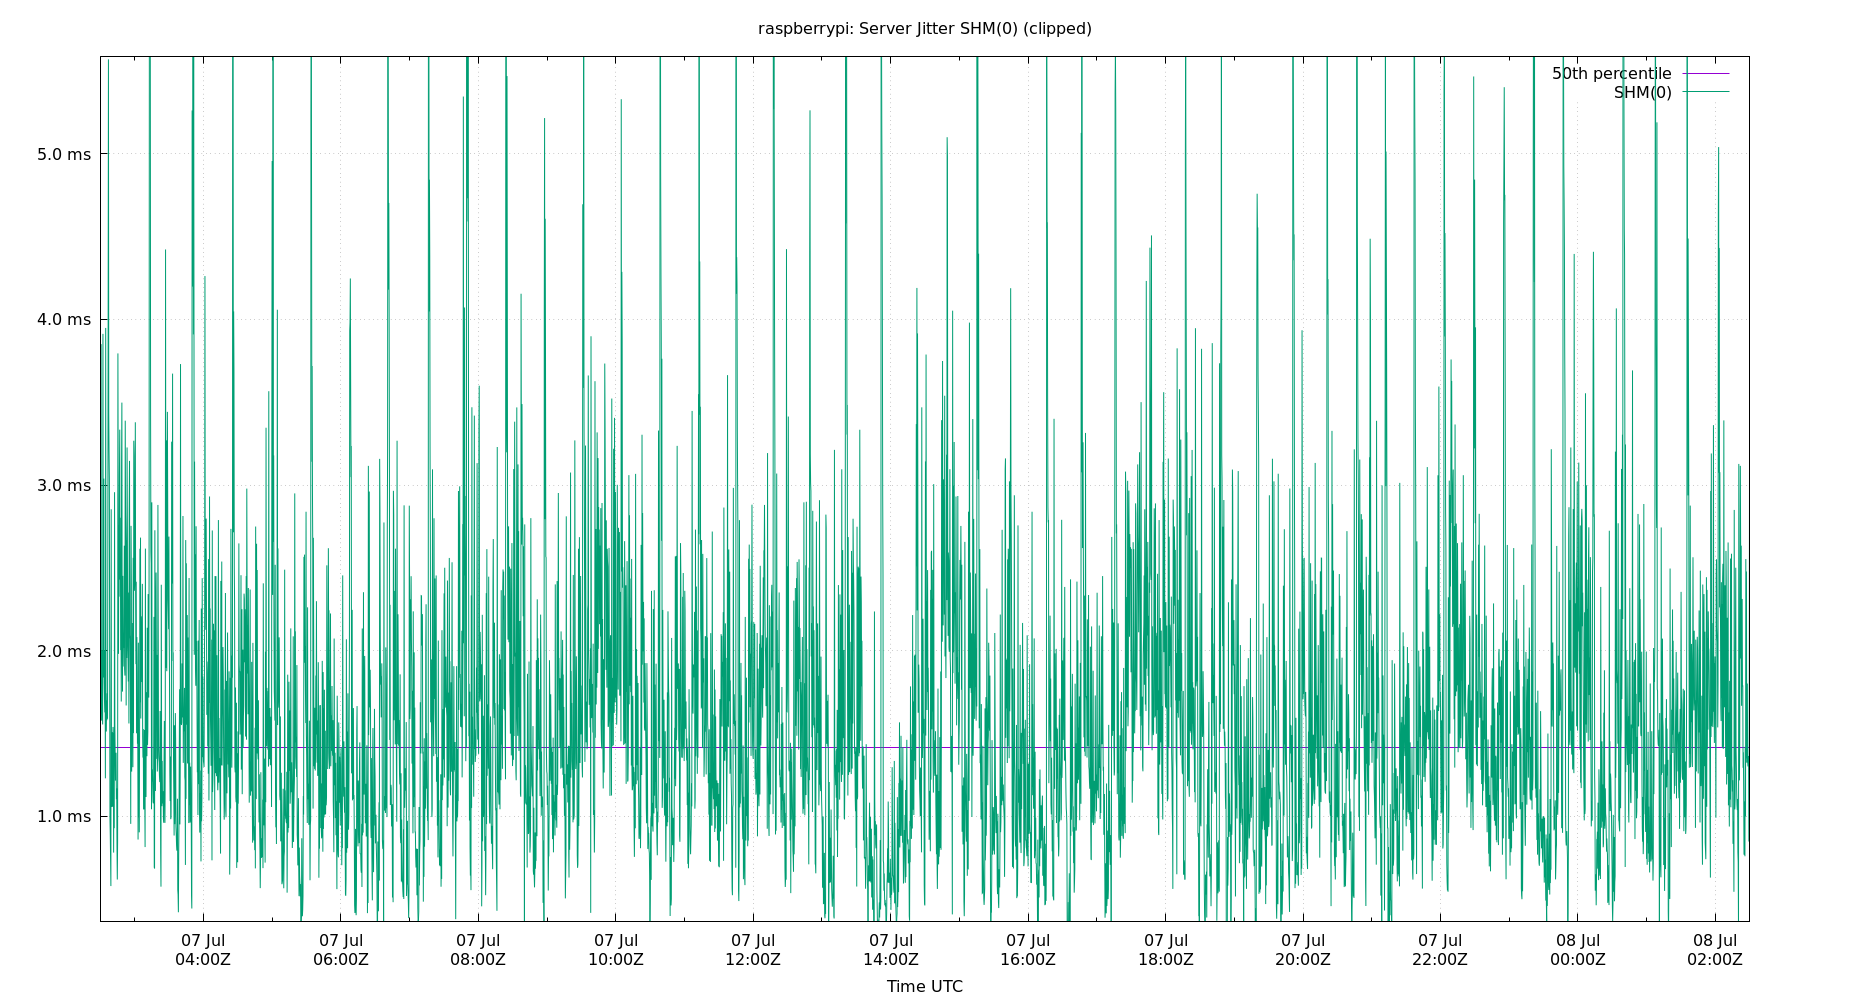 raspberrypi: Server Jitter SHM(0) (clipped)
50th percentile
SHM(0)
5.0 ms
4.0 ms
3.0 ms
2.0 ms
1.0 ms
07 Jul 07 Jul 07 Jul 07 Jul 07 Jul 07 Jul 07 Jul 07 Jul 07 Jul 07 Jul 08 Jul 08 Jul
04:00Z 06:00Z 08:00Z 10:00Z 12:00Z 14:00Z 16:00Z 18:00Z 20:00Z 22:00Z 00:00Z 02:00Z
Time UTC